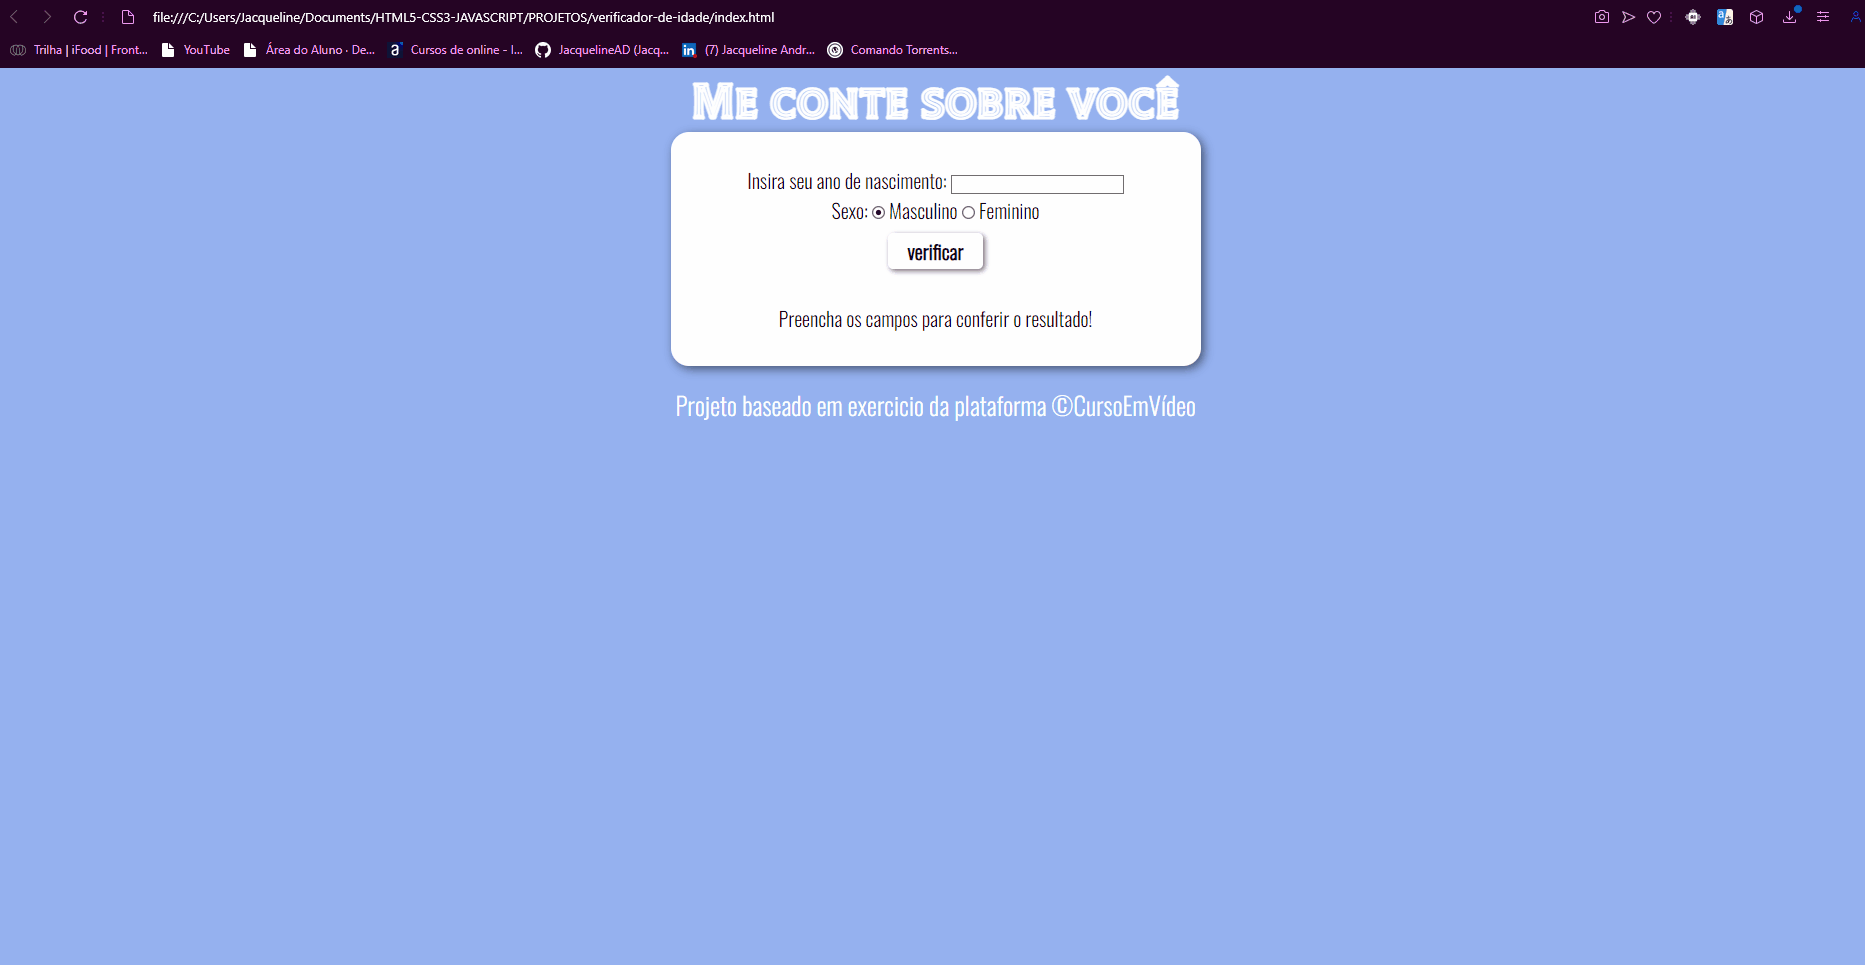 file:///C:/Users/Jacqueline/Documents/HTML5-CSS3-JAVASCRIPT/PROJETOS/verificador-de-idade/index.html
Trilha | iFood | Front... YouTube Área do Aluno · De... Cursos de online - I... JacquelineAD (Jacq... (7) Jacqueline Andr... Comando Torrents...
Me conte sobre você
Insira seu ano de nascimento:
Sexo: Masculino Feminino
verificar
Preencha os campos para conferir o resultado!
Projeto baseado em exercicio da plataforma ©CursoEmVídeo